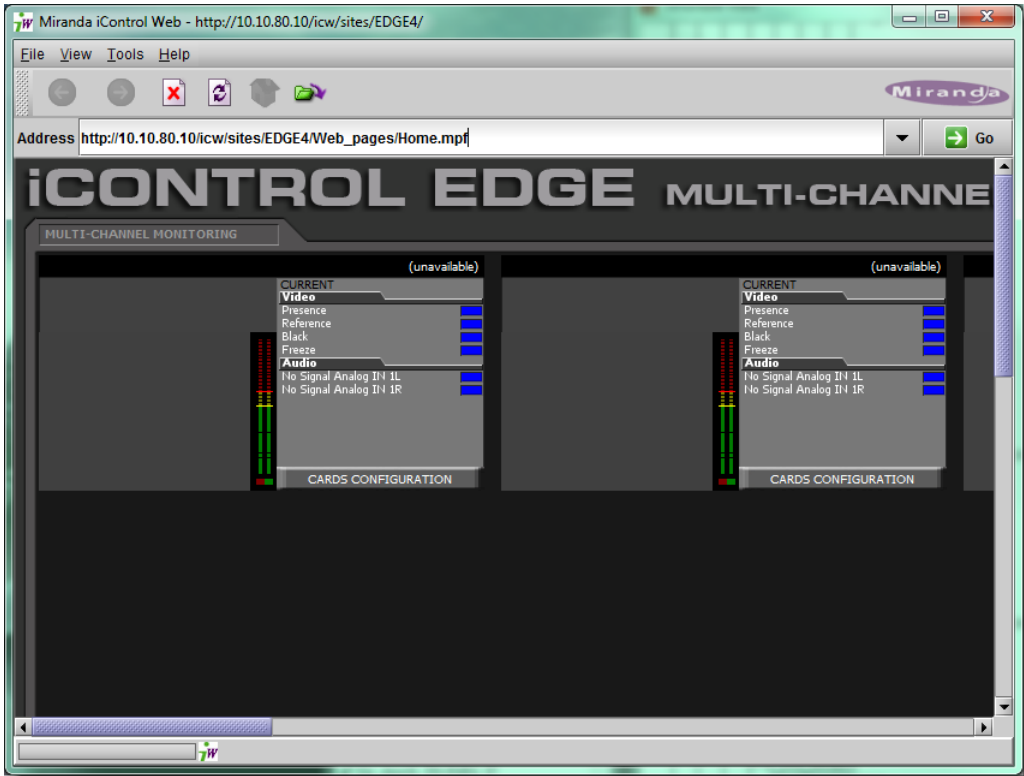 Miranda iControl Web - http://10.10.80.10/icw/sites/EDGE4/
File View Tools Help
Miranda
Address http://10.10.80.10/icw/sites/EDGE4/Web_pages/Home.mpf Go
iCONTROL EDGE MULTI-CHANNE
MULTI-CHANNEL MONITORING
(unavailable)
CURRENT
Video
Presence
Reference
Black
Freeze
Audio
No Signal Analog IN 1L
No Signal Analog IN 1R
CARDS CONFIGURATION
(unavailable)
CURRENT
Video
Presence
Reference
Black
Freeze
Audio
No Signal Analog IN 1L
No Signal Analog IN 1R
CARDS CONFIGURATION
iW